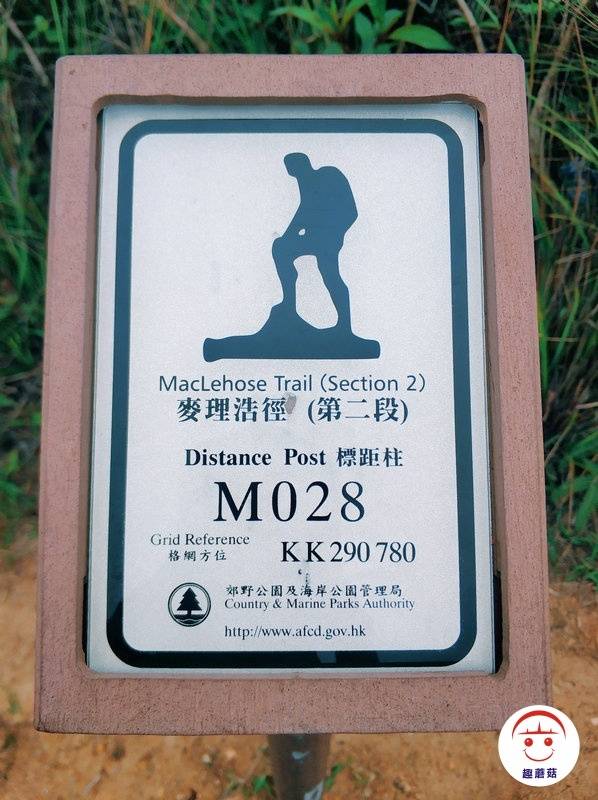 MacLehose Trail (Section 2)
麥理浩徑 (第二段)
Distance Post 標距柱
M028
Grid Reference
格網方位
KK 290 780
郊野公園及海岸公園管理局
Country & Marine Parks Authority
http://www.afcd.gov.hk
趣蘑菇